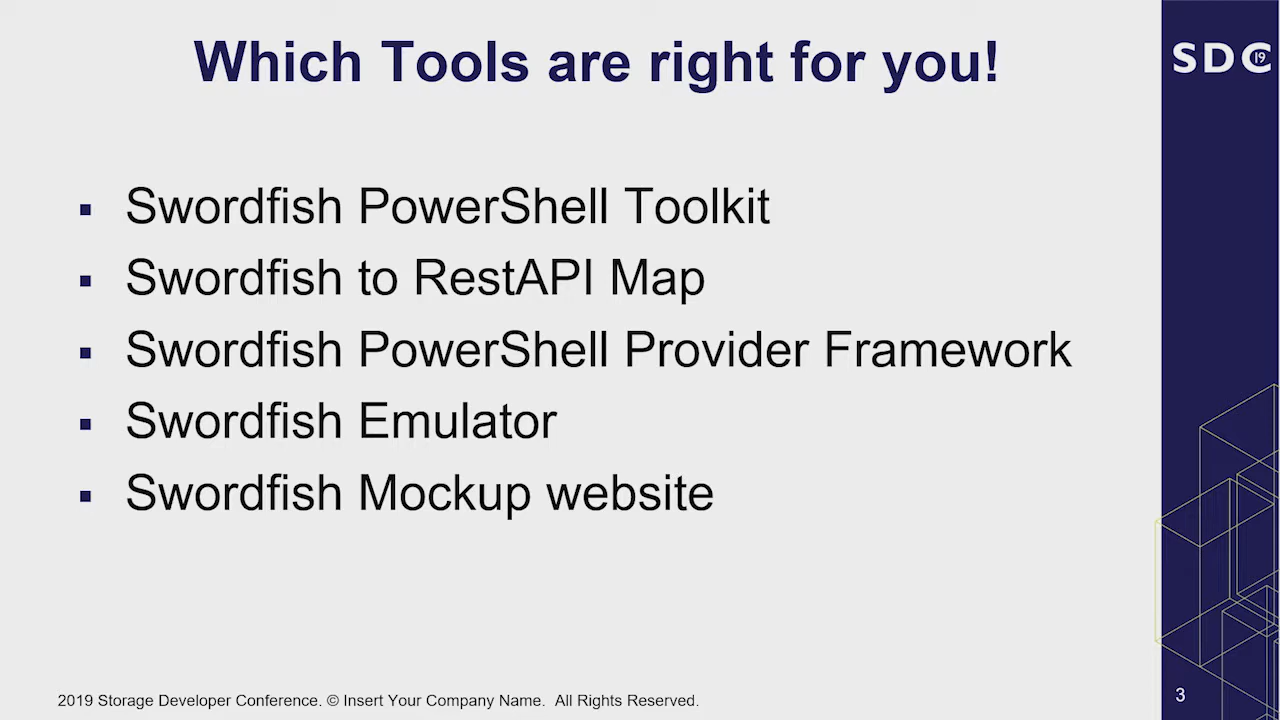 Which Tools are right for you!
SDC 19
▪ Swordfish PowerShell Toolkit
▪ Swordfish to RestAPI Map
▪ Swordfish PowerShell Provider Framework
▪ Swordfish Emulator
▪ Swordfish Mockup website
2019 Storage Developer Conference. © Insert Your Company Name. All Rights Reserved.
3